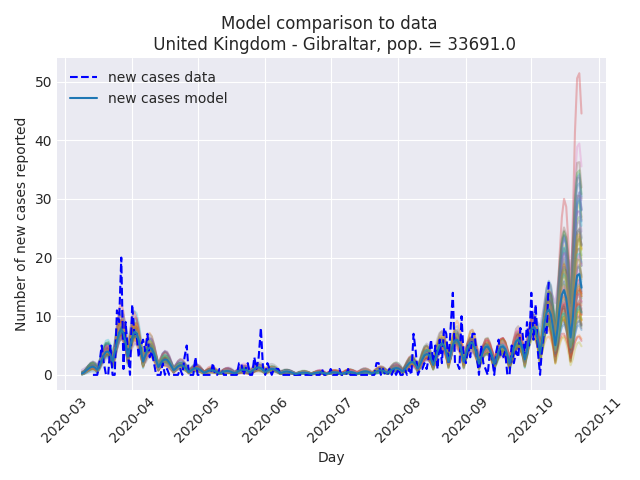 Model comparison to data
United Kingdom - Gibraltar, pop. = 33691.0
new cases data
new cases model
Number of new cases reported
50
40
30
20
10
0
2020-03
2020-04
2020-05
2020-06
2020-07
2020-08
2020-09
2020-10
2020-11
Day